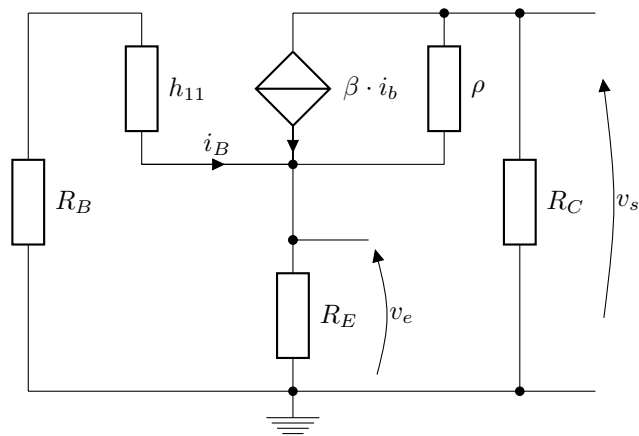 h₁₁
β · i_b
ρ
i_B
R_B
R_C
v_s
R_E
v_e